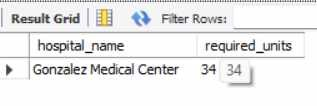 Result Grid Filter Rows:
hospital_name required_units
Gonzalez Medical Center 34 34